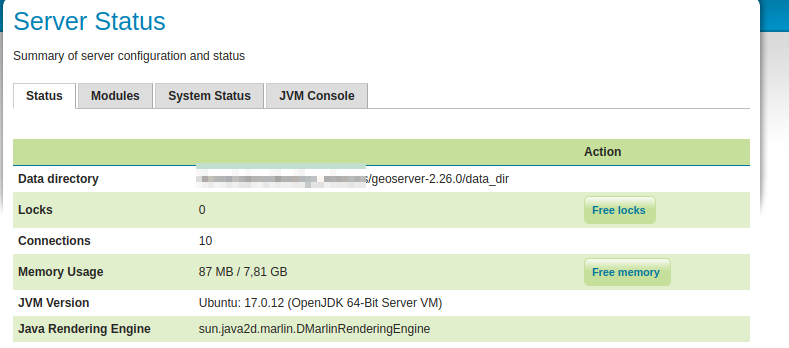 Server Status
Summary of server configuration and status
Status Modules System Status JVM Console
Action
Data directory /geoserver-2.26.0/data_dir
Locks 0 Free locks
Connections 10
Memory Usage 87 MB / 7,81 GB Free memory
JVM Version Ubuntu: 17.0.12 (OpenJDK 64-Bit Server VM)
Java Rendering Engine sun.java2d.marlin.DMarlinRenderingEngine